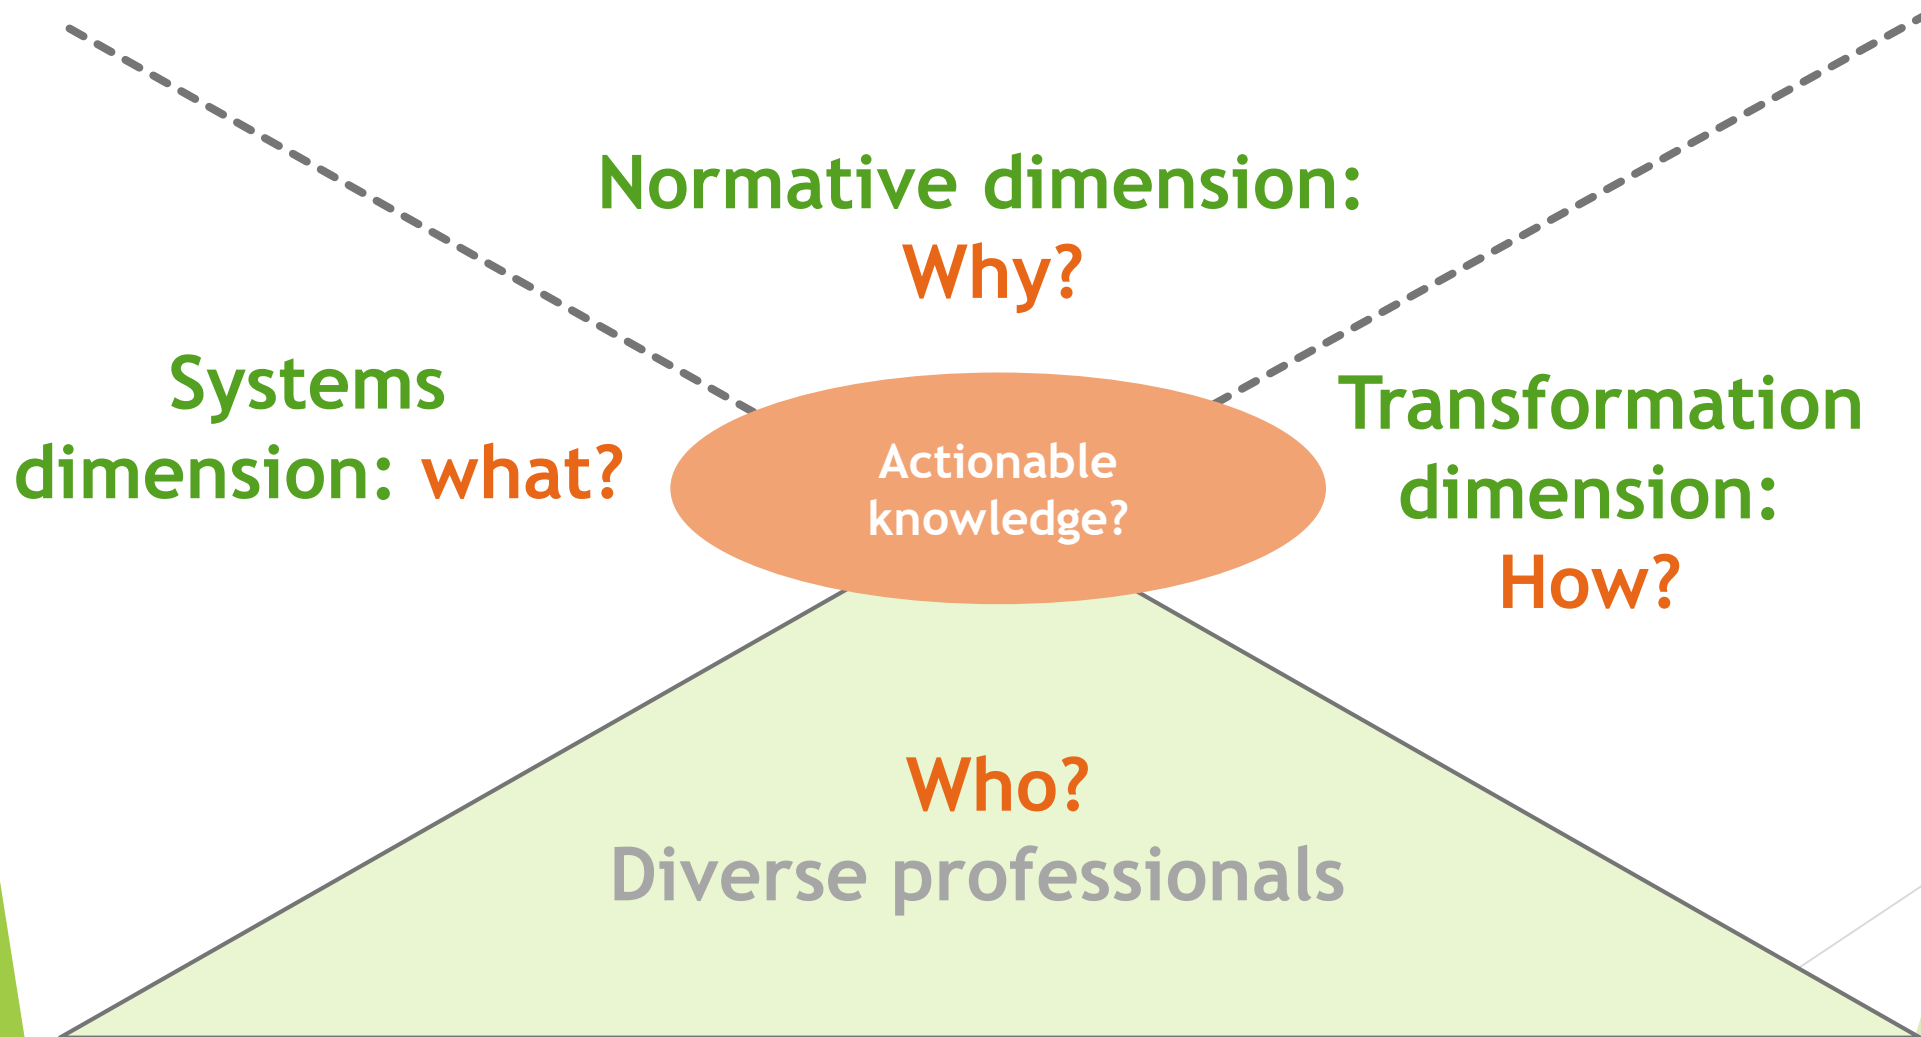 Normative dimension:
Why?
Systems
dimension: what?
Actionable
knowledge?
Transformation
dimension:
How?
Who?
Diverse professionals